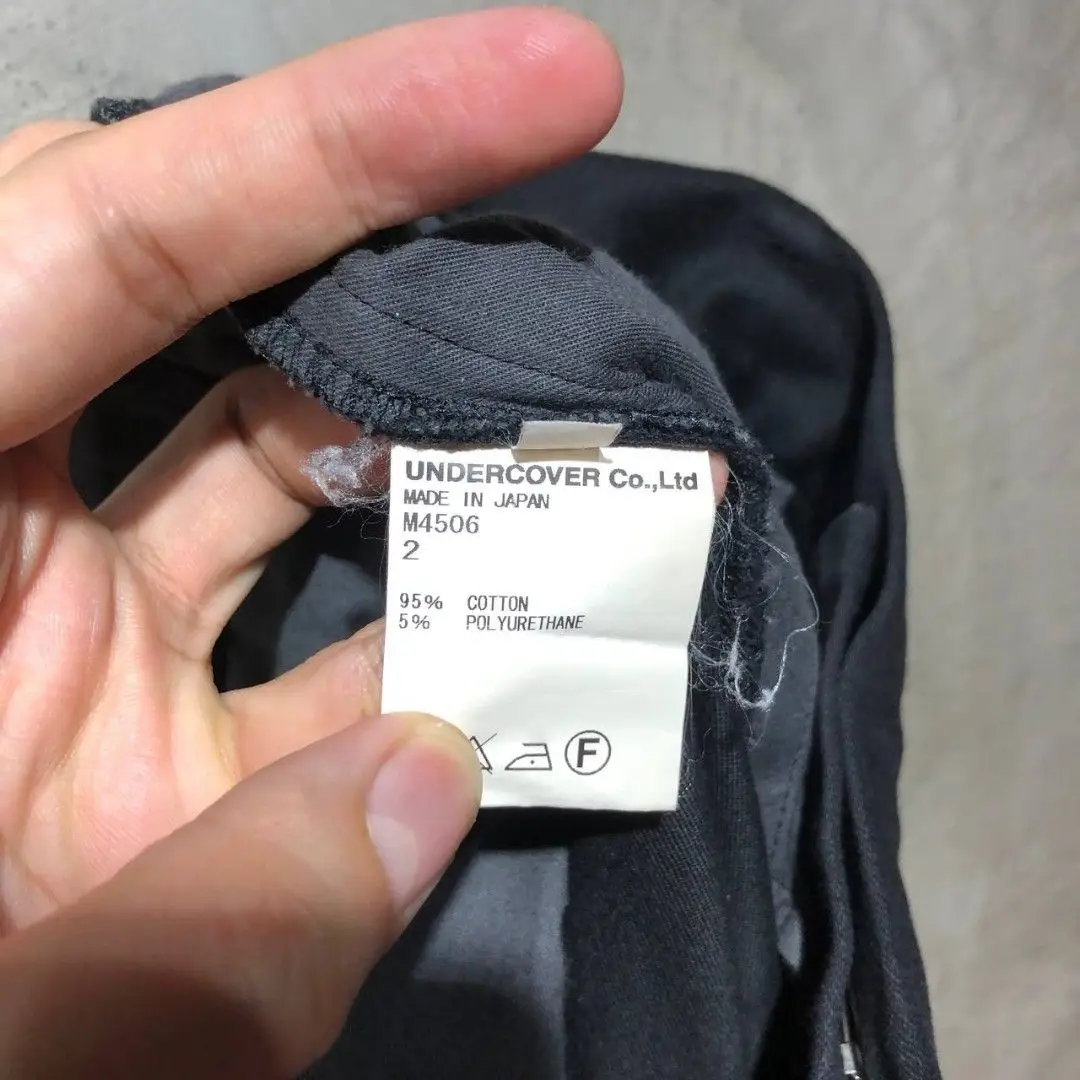 UNDERCOVER Co.,Ltd
MADE IN JAPAN
M4506
2
95% COTTON
5% POLYURETHANE
F